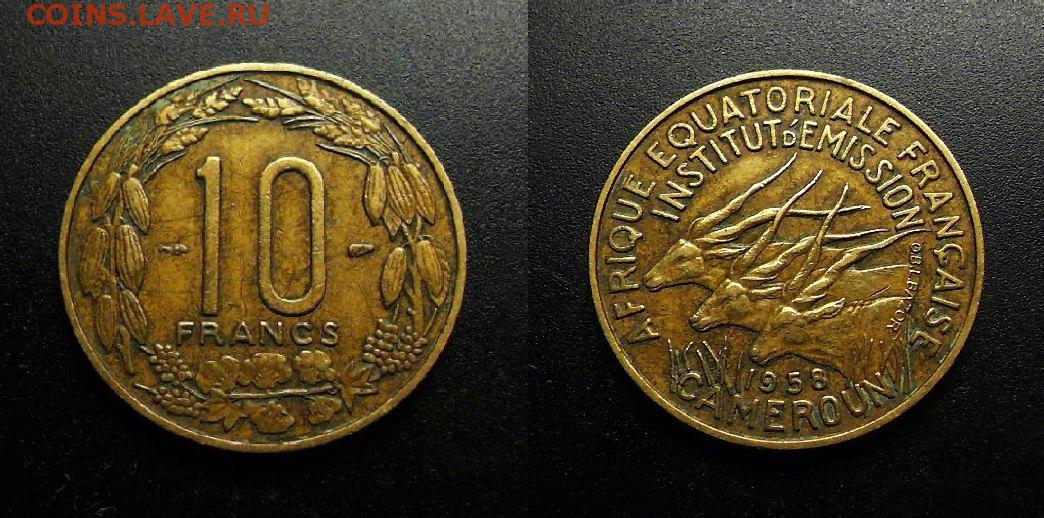 COINS.LAVE.RU
10
FRANCS
AFRIQUE EQUATORIALE FRANÇAISE
INSTITUT d'EMISSION
1958
CAMEROUN